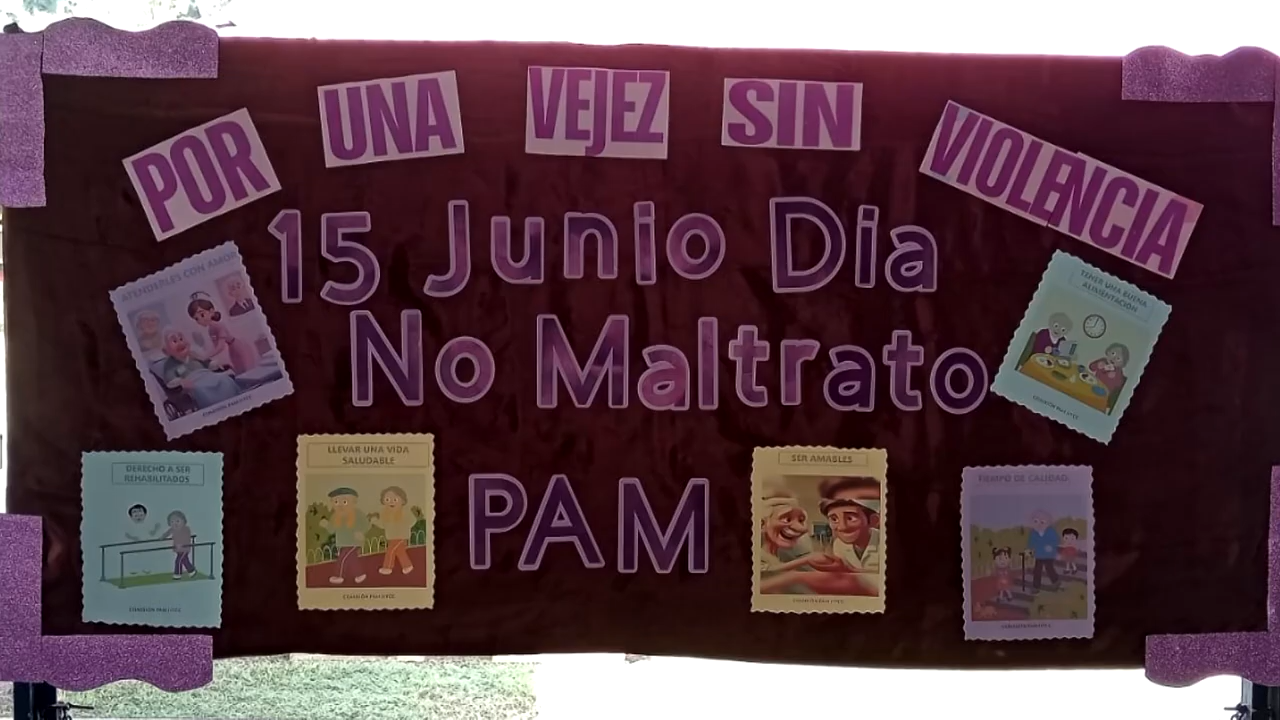 POR UNA VEJEZ SIN VIOLENCIA
15 Junio Dia
No Maltrato
PAM
ATENDERLES CON AMOR
TENER UNA BUENA
ALIMENTACIÓN
DERECHO A SER
REHABILITADOS
LLEVAR UNA VIDA
SALUDABLE
SER AMABLES
TIEMPO DE CALIDAD